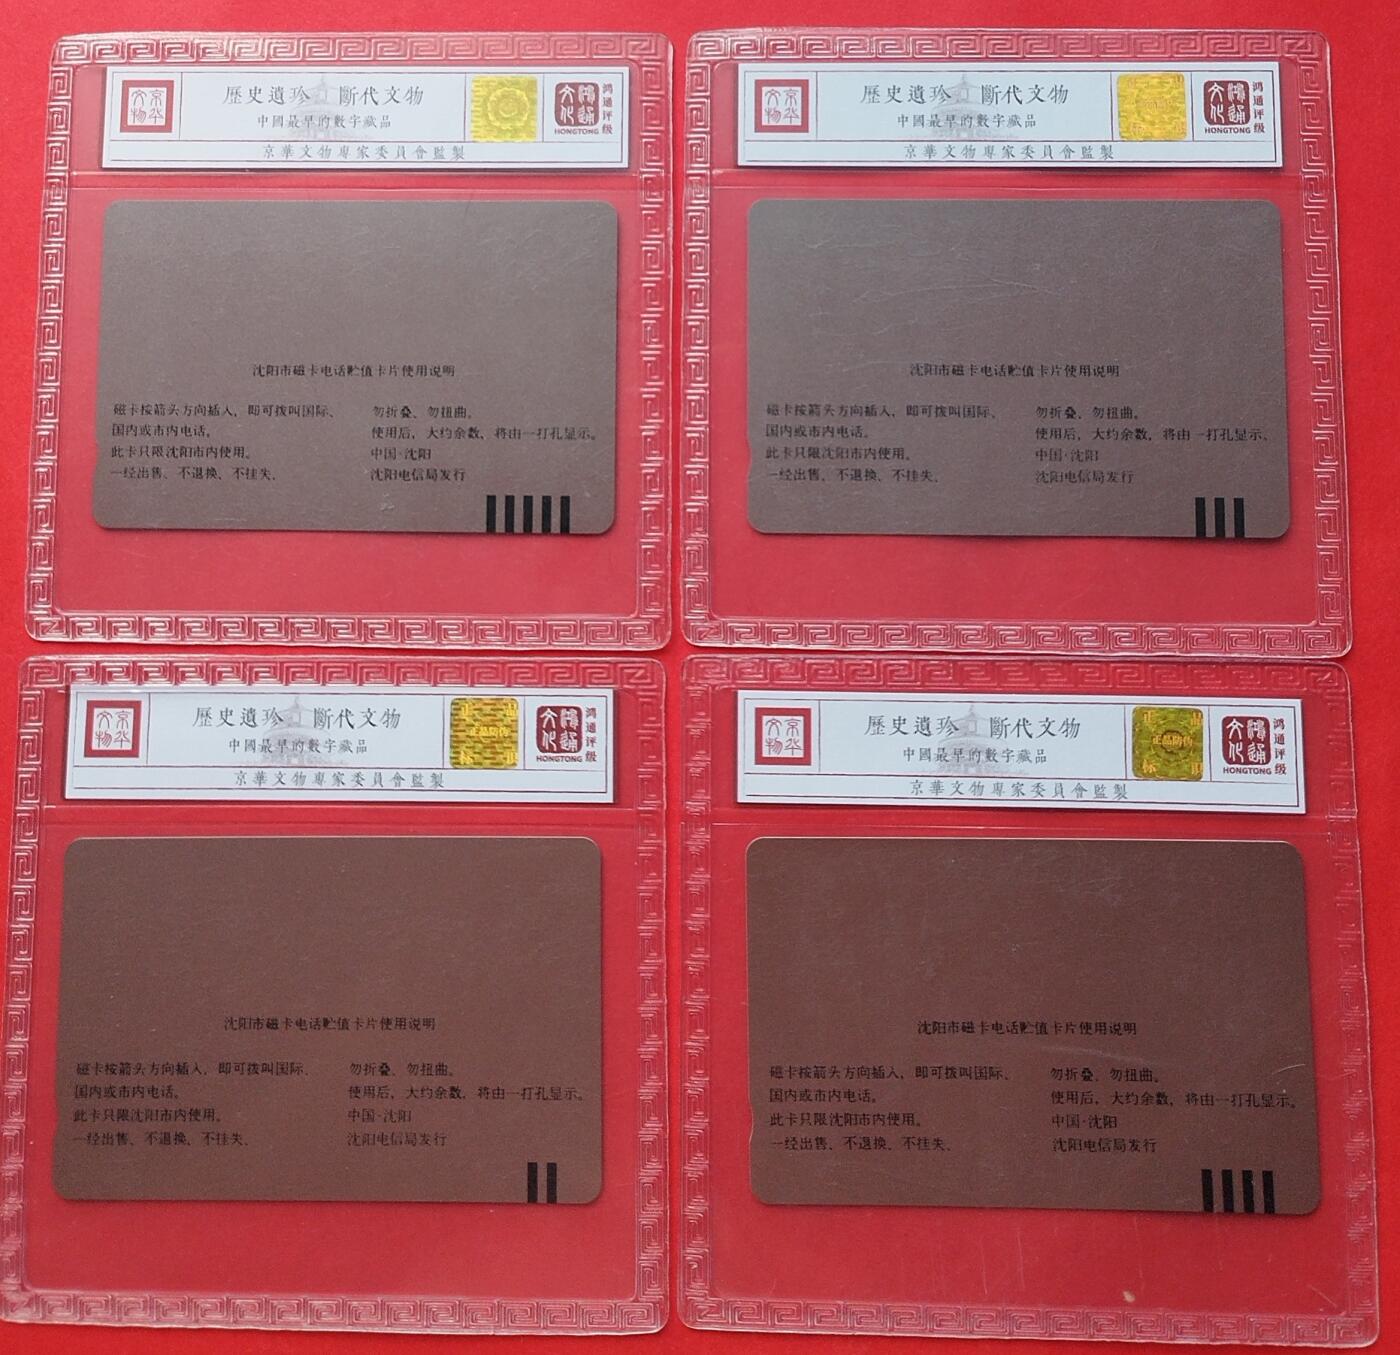 京华文物
歷史遺珍 斷代文物
中國最早的數字藏品
京華文物專家委員會監製
鴻通文化
HONGTONG
鸿通评级
沈阳市磁卡电话贮值卡片使用说明
磁卡按箭头方向插入，即可拨叫国际、
国内或市内电话。
此卡只限沈阳市内使用。
一经出售、不退换、不挂失。
勿折叠、勿扭曲。
使用后，大约余数，将由一打孔显示。
中国·沈阳
沈阳电信局发行
京华文物
歷史遺珍 斷代文物
中國最早的數字藏品
京華文物專家委員會監製
鴻通文化
HONGTONG
鸿通评级
沈阳市磁卡电话贮值卡片使用说明
磁卡按箭头方向插入，即可拨叫国际、
国内或市内电话。
此卡只限沈阳市内使用。
一经出售、不退换、不挂失。
勿折叠、勿扭曲。
使用后，大约余数，将由一打孔显示。
中国·沈阳
沈阳电信局发行
京华文物
歷史遺珍 斷代文物
中國最早的數字藏品
京華文物專家委員會監製
正品
正品防伪
标识
鴻通文化
HONGTONG
鸿通评级
沈阳市磁卡电话贮值卡片使用说明
磁卡按箭头方向插入，即可拨叫国际、
国内或市内电话。
此卡只限沈阳市内使用。
一经出售、不退换、不挂失。
勿折叠、勿扭曲。
使用后，大约余数，将由一打孔显示。
中国·沈阳
沈阳电信局发行
京华文物
歷史遺珍 斷代文物
中國最早的數字藏品
京華文物專家委員會監製
正品
正品防伪
标识
鴻通文化
HONGTONG
鸿通评级
沈阳市磁卡电话贮值卡片使用说明
磁卡按箭头方向插入，即可拨叫国际、
国内或市内电话。
此卡只限沈阳市内使用。
一经出售、不退换、不挂失。
勿折叠、勿扭曲。
使用后，大约余数，将由一打孔显示。
中国·沈阳
沈阳电信局发行